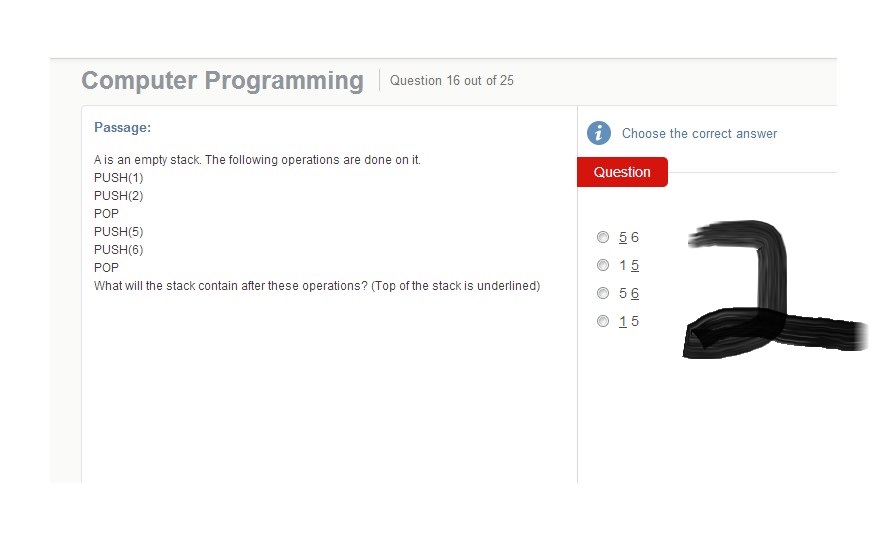 Computer Programming
Question 16 out of 25
Passage:
A is an empty stack. The following operations are done on it.
PUSH(1)
PUSH(2)
POP
PUSH(5)
PUSH(6)
POP
What will the stack contain after these operations? (Top of the stack is underlined)
i Choose the correct answer
Question
5 6
1 5
5 6
1 5
2